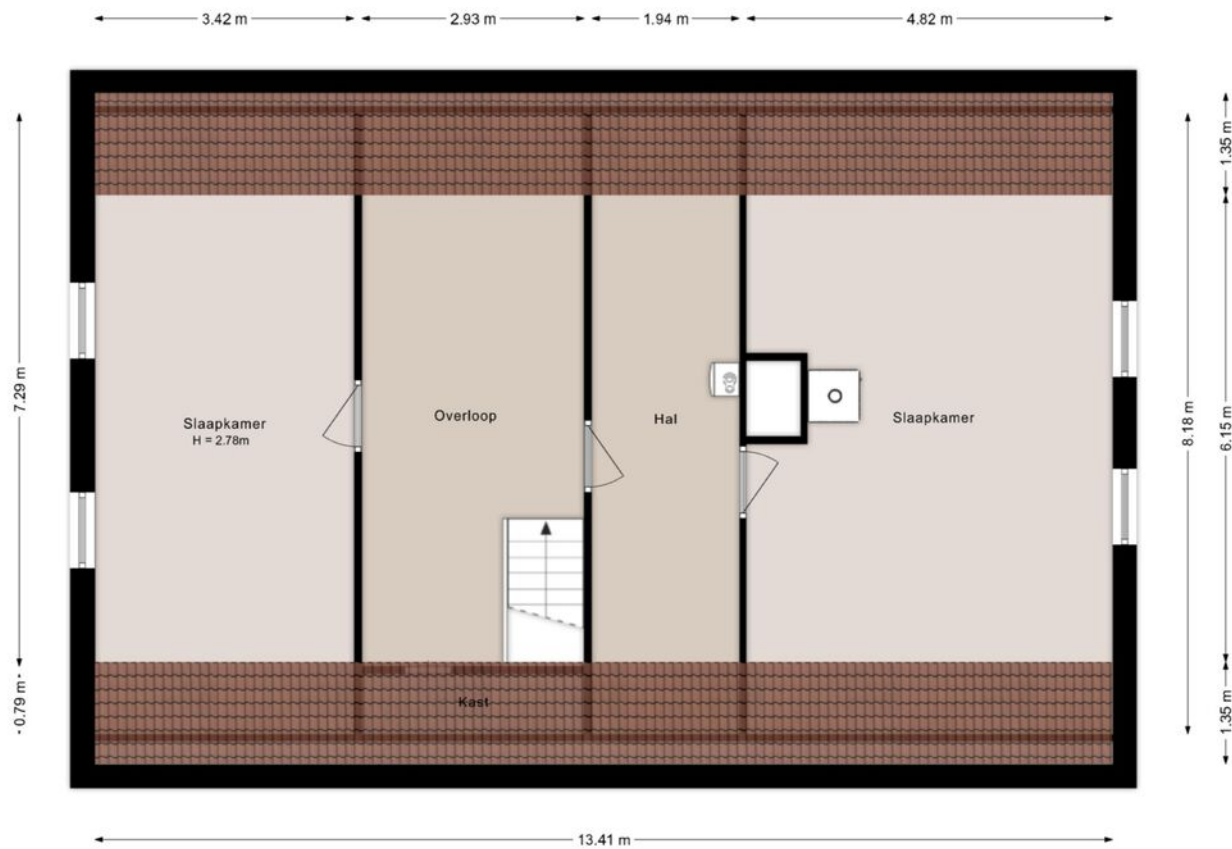 3.42 m
2.93 m
1.94 m
4.82 m
1.35 m
7.29 m
8.18 m
6.15 m
Slaapkamer
H = 2.78m
Overloop
Hal
Slaapkamer
0.79 m
Kast
1.35 m
13.41 m